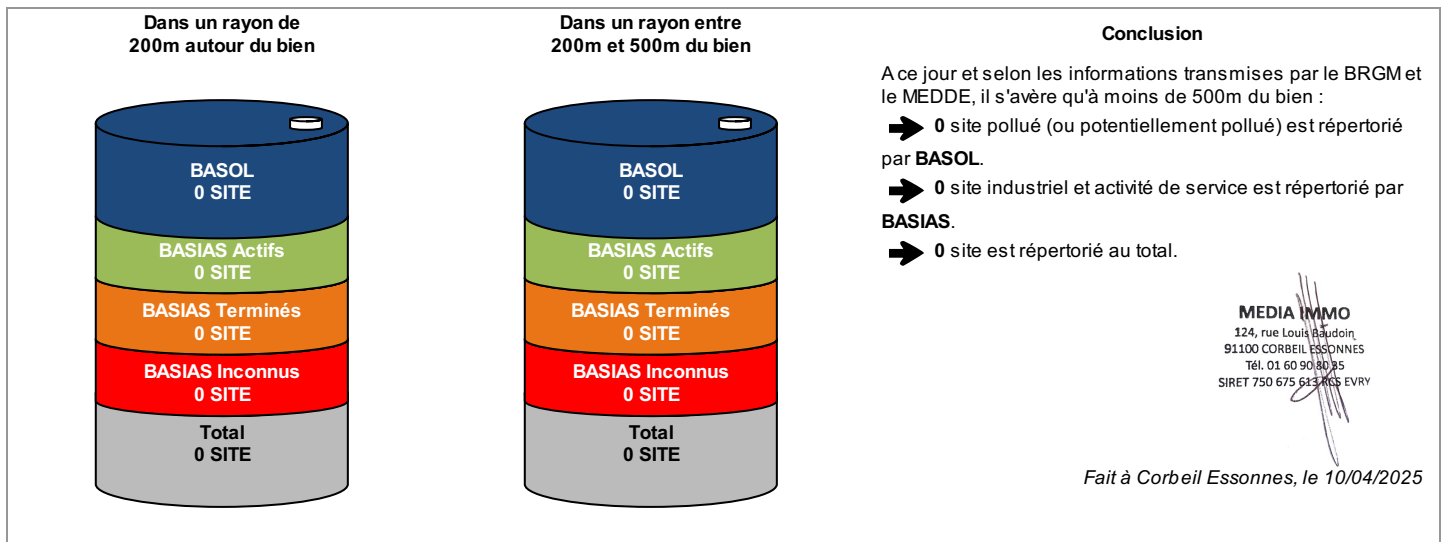 Dans un rayon de
200m autour du bien
BASOL
0 SITE
BASIAS Actifs
0 SITE
BASIAS Terminés
0 SITE
BASIAS Inconnus
0 SITE
Total
0 SITE
Dans un rayon entre
200m et 500m du bien
BASOL
0 SITE
BASIAS Actifs
0 SITE
BASIAS Terminés
0 SITE
BASIAS Inconnus
0 SITE
Total
0 SITE
Conclusion
A ce jour et selon les informations transmises par le BRGM et
le MEDDE, il s'avère qu'à moins de 500m du bien :
0 site pollué (ou potentiellement pollué) est répertorié
par BASOL.
0 site industriel et activité de service est répertorié par
BASIAS.
0 site est répertorié au total.
MEDIA IMMO
124, rue Louis Baudoin
91100 CORBEIL ESSONNES
Tél. 01 60 90 80 85
SIRET 750 675 613 RCS EVRY
Fait à Corbeil Essonnes, le 10/04/2025